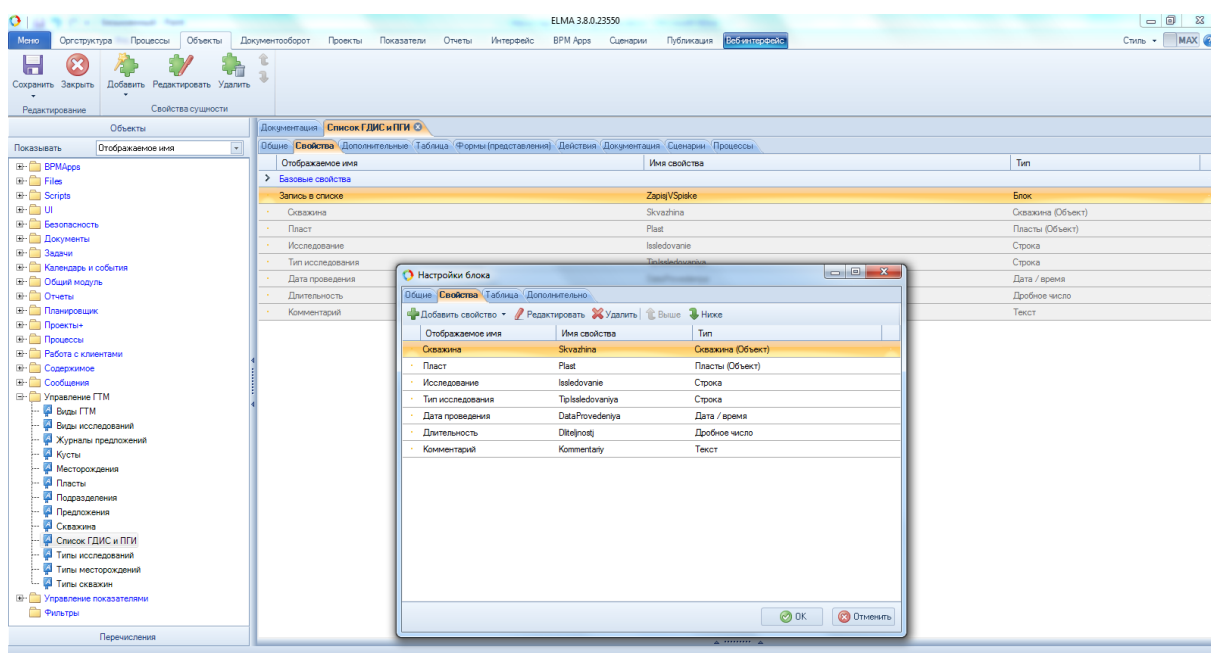 ELMA 3.8.0.23550
Меню Оргструктура Процессы Объекты Документооборот Проекты Показатели Отчеты Интерфейс BPM Apps Сценарии Публикация Веб-интерфейс Стиль MAX
Сохранить Закрыть Добавить Редактировать Удалить
Редактирование Свойства сущности
Объекты
Показывать Отображаемое имя
BPMApps
Files
Scripts
UI
Безопасность
Документы
Задачи
Календарь и события
Общий модуль
Отчеты
Планировщик
Проекты+
Процессы
Работа с клиентами
Содержимое
Сообщения
Управление ГТМ
Виды ГТМ
Виды исследований
Журналы предложений
Кусты
Месторождения
Пласты
Подразделения
Предложения
Скважина
Список ГДИС и ПГИ
Типы исследований
Типы месторождений
Типы скважин
Управление показателями
Фильтры
Перечисления
Документация Список ГДИС и ПГИ
Общие Свойства Дополнительные Таблица Формы (представления) Действия Документация Сценарии Процессы
Отображаемое имя Имя свойства Тип
Базовые свойства
Запись в списке ZapisjVSpiske Блок
Скважина Skvazhina Скважина (Объект)
Пласт Plast Пласты (Объект)
Исследование Issledovanie Строка
Тип исследования TipIssledovaniya Строка
Дата проведения Дата / время
Длительность Дробное число
Комментарий Текст
Настройки блока
Общие Свойства Таблица Дополнительно
Добавить свойство Редактировать Удалить Выше Ниже
Отображаемое имя Имя свойства Тип
Скважина Skvazhina Скважина (Объект)
Пласт Plast Пласты (Объект)
Исследование Issledovanie Строка
Тип исследования TipIssledovaniya Строка
Дата проведения DataProvedeniya Дата / время
Длительность Dliteljnostj Дробное число
Комментарий Kommentariy Текст
OK Отменить